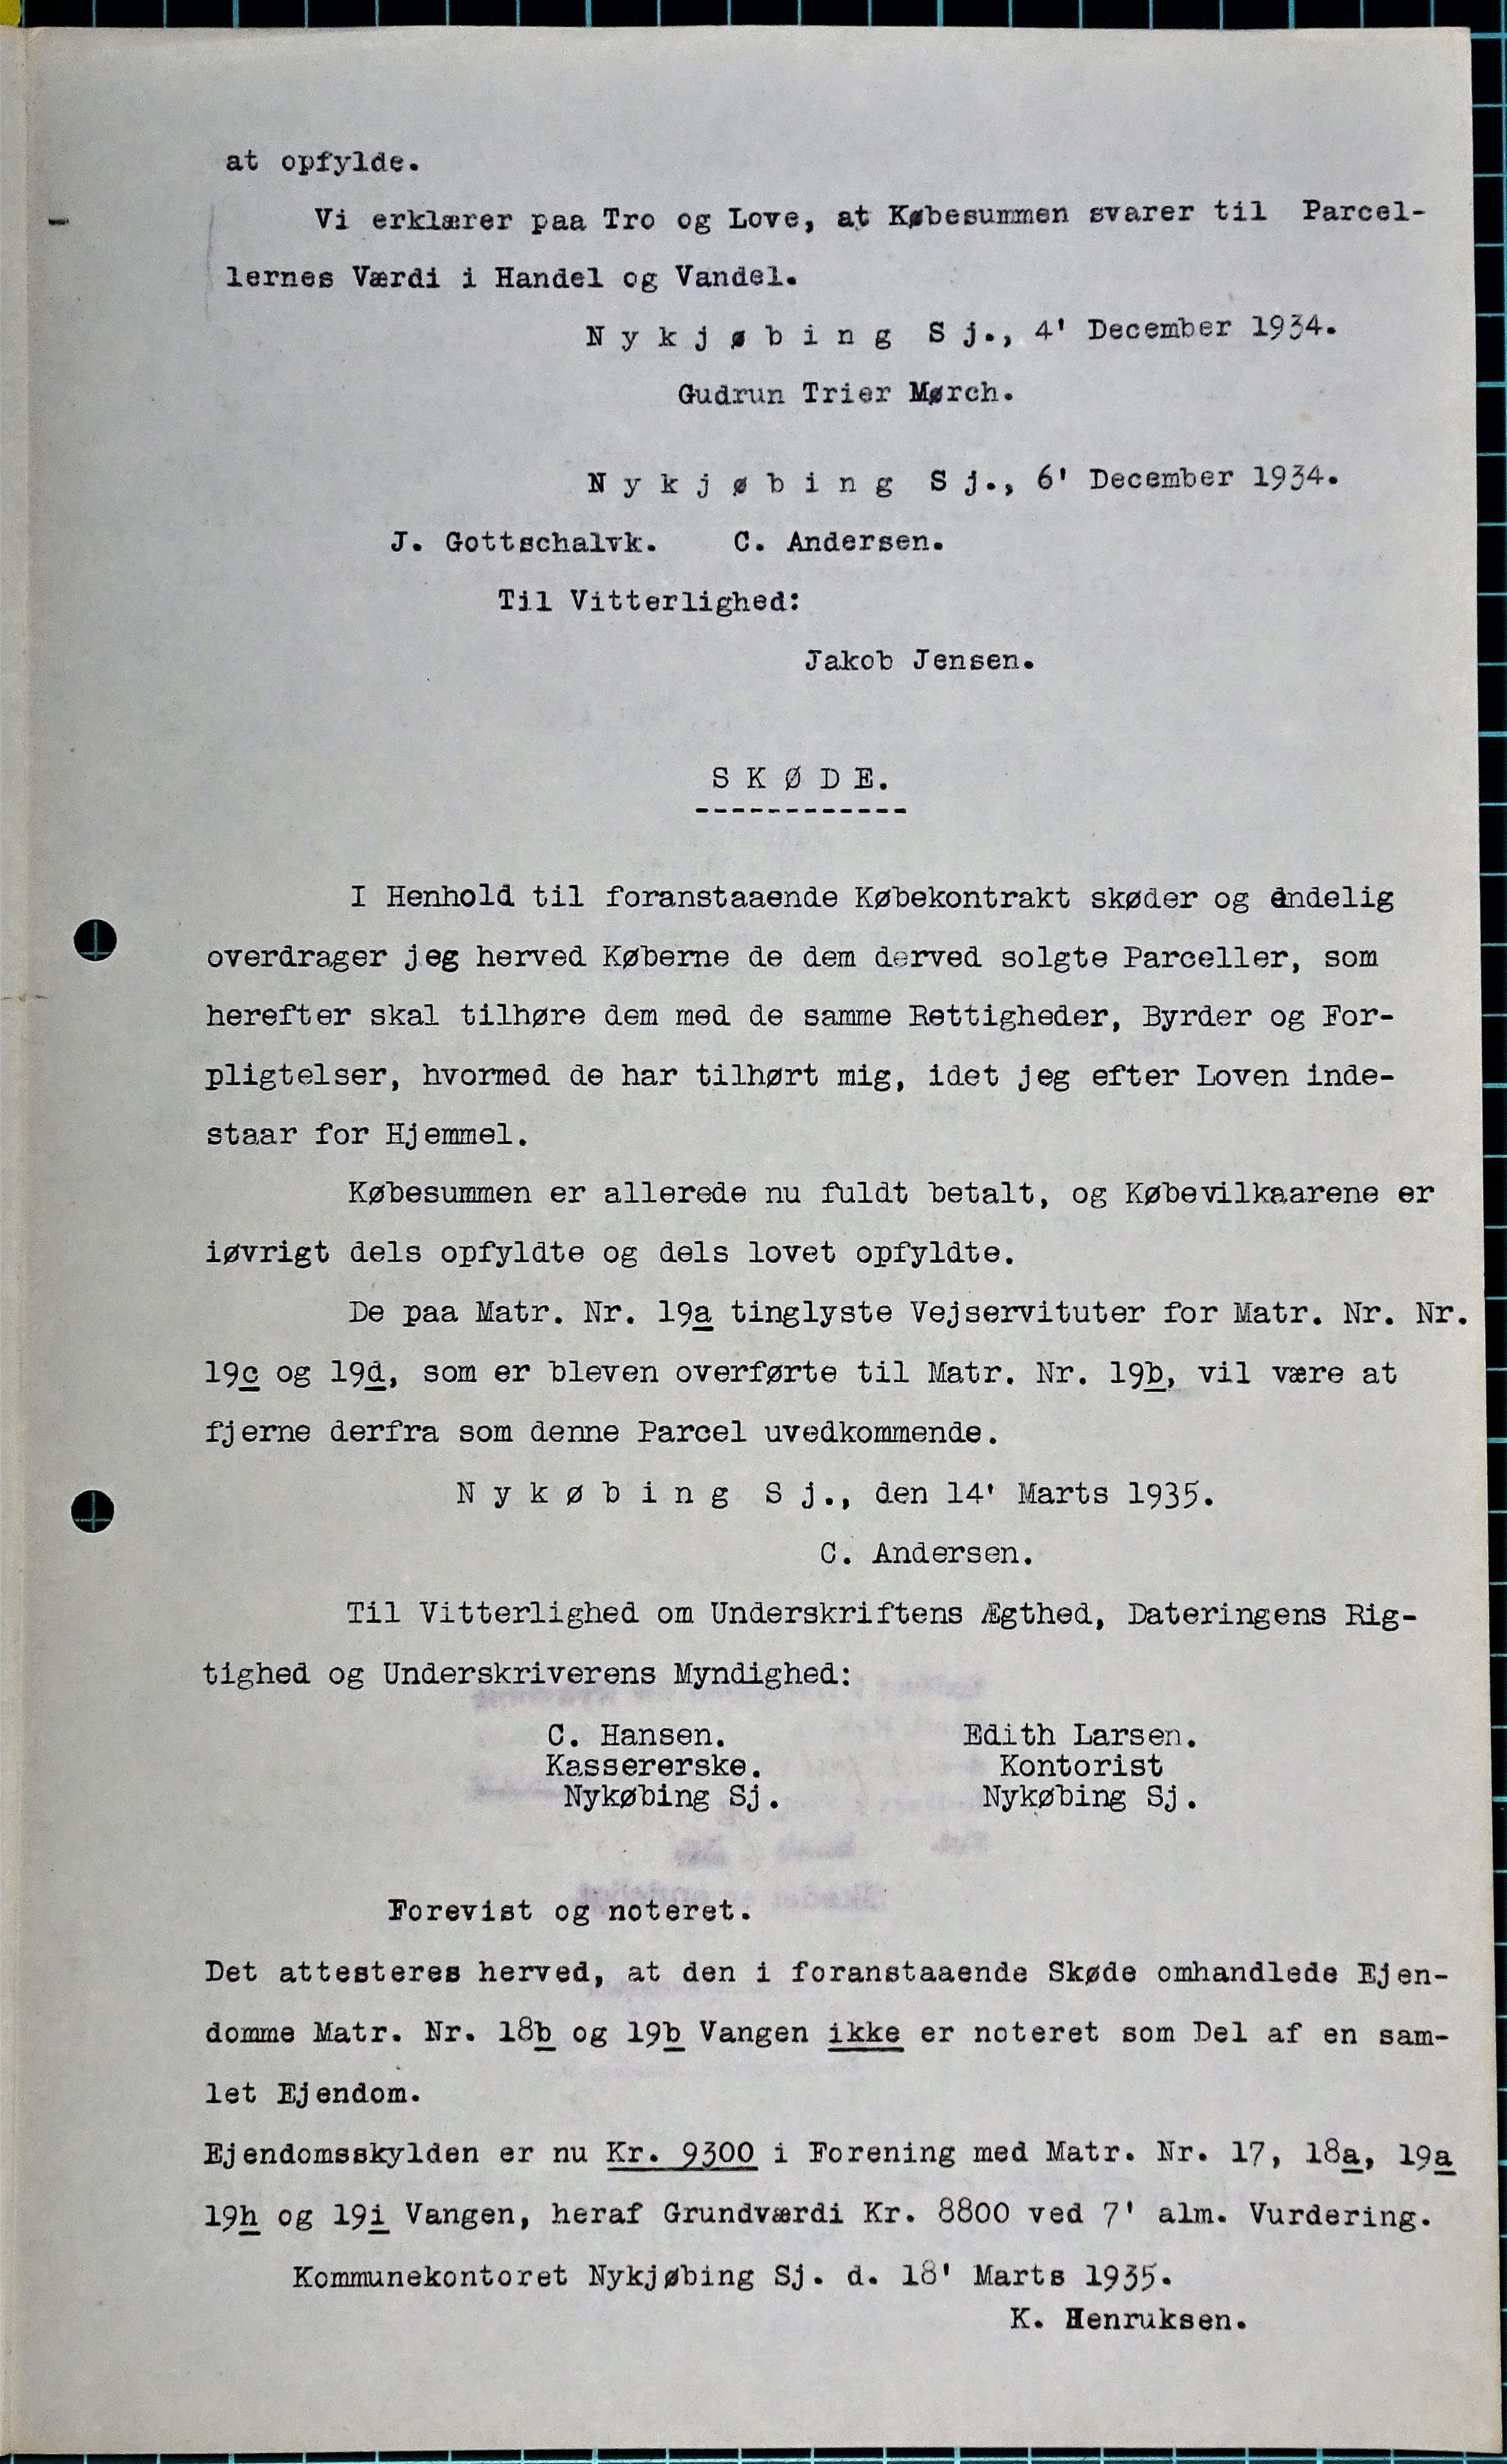 at opfylde.
Vi erklærer paa Tro og Love, at Købesummen svarer til Parcel-
lernes Værdi i Handel og Vandel.
N y k j ø b i n g S j., 4' December 1934.
Gudrun Trier Mørch.
N y k j ø b i n g S j., 6' December 1934.
J. Gottschalvk. C. Andersen.
Til Vitterlighed:
Jakob Jensen.
S K Ø D E.
------------
I Henhold til foranstaaende Købekontrakt skøder og endelig
overdrager jeg herved Køberne de dem derved solgte Parceller, som
herefter skal tilhøre dem med de samme Rettigheder, Byrder og For-
pligtelser, hvormed de har tilhørt mig, idet jeg efter Loven inde-
staar for Hjemmel.
Købesummen er allerede nu fuldt betalt, og Købevilkaarene er
iøvrigt dels opfyldte og dels lovet opfyldte.
De paa Matr. Nr. 19a tinglyste Vejservituter for Matr. Nr. Nr.
19c og 19d, som er bleven overførte til Matr. Nr. 19b, vil være at
fjerne derfra som denne Parcel uvedkommende.
N y k ø b i n g S j., den 14' Marts 1935.
C. Andersen.
Til Vitterlighed om Underskriftens Ægthed, Dateringens Rig-
tighed og Underskriverens Myndighed:
C. Hansen. Edith Larsen.
Kassererske. Kontorist
Nykøbing Sj. Nykøbing Sj.
Forevist og noteret.
Det attesteres herved, at den i foranstaaende Skøde omhandlede Ejen-
domme Matr. Nr. 18b og 19b Vangen ikke er noteret som Del af en sam-
let Ejendom.
Ejendomsskylden er nu Kr. 9300 i Forening med Matr. Nr. 17, 18a, 19a
19h og 19i Vangen, heraf Grundværdi Kr. 8800 ved 7' alm. Vurdering.
Kommunekontoret Nykjøbing Sj. d. 18' Marts 1935.
K. Henruksen.